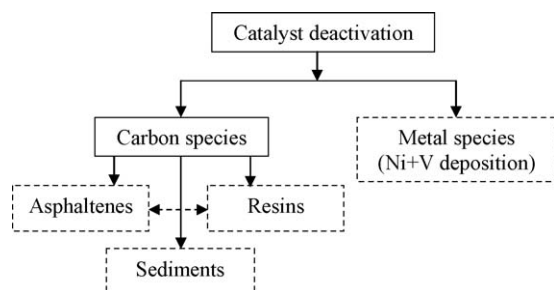 Catalyst deactivation
Carbon species
Metal species
(Ni+V deposition)
Asphaltenes
Resins
Sediments